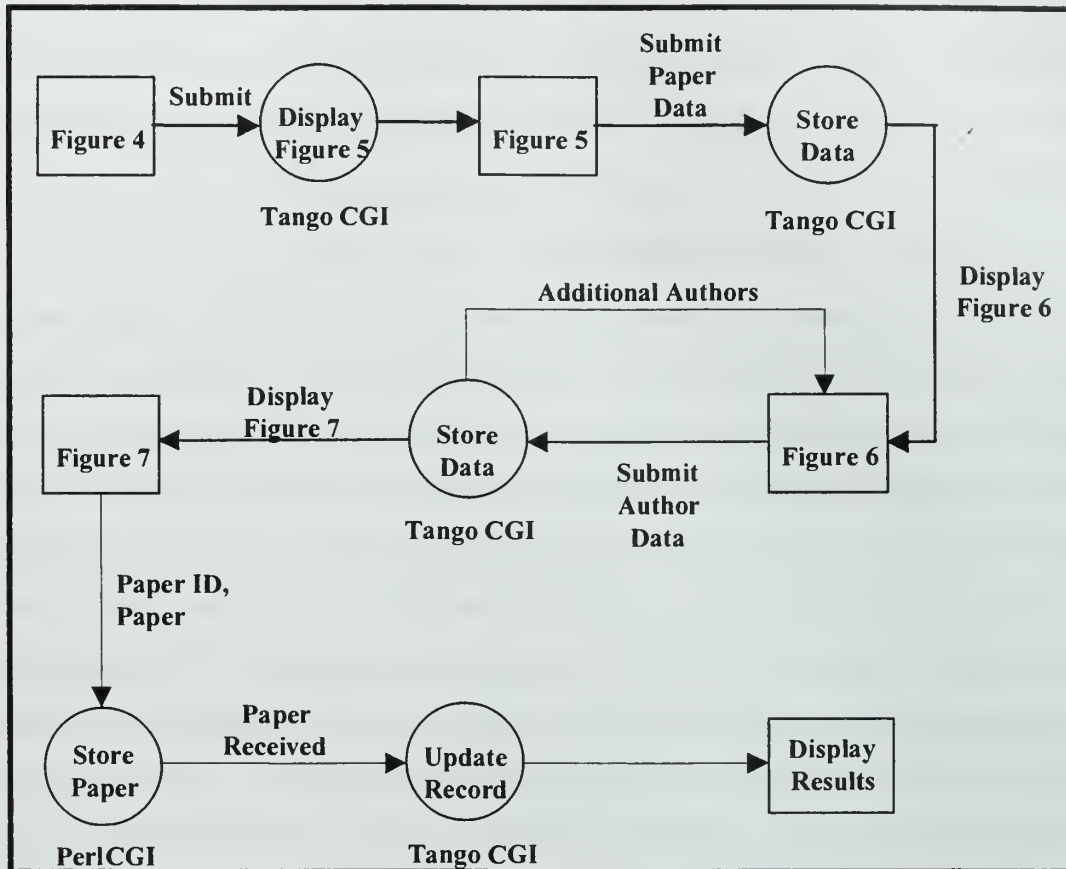 Figure 4
Submit
Display
Figure 5
Tango CGI
Figure 5
Submit
Paper
Data
Store
Data
Tango CGI
Display
Figure 6
Additional Authors
Figure 6
Submit
Author
Data
Store
Data
Tango CGI
Display
Figure 7
Figure 7
Paper ID,
Paper
Store
Paper
PerlCGI
Paper
Received
Update
Record
Tango CGI
Display
Results